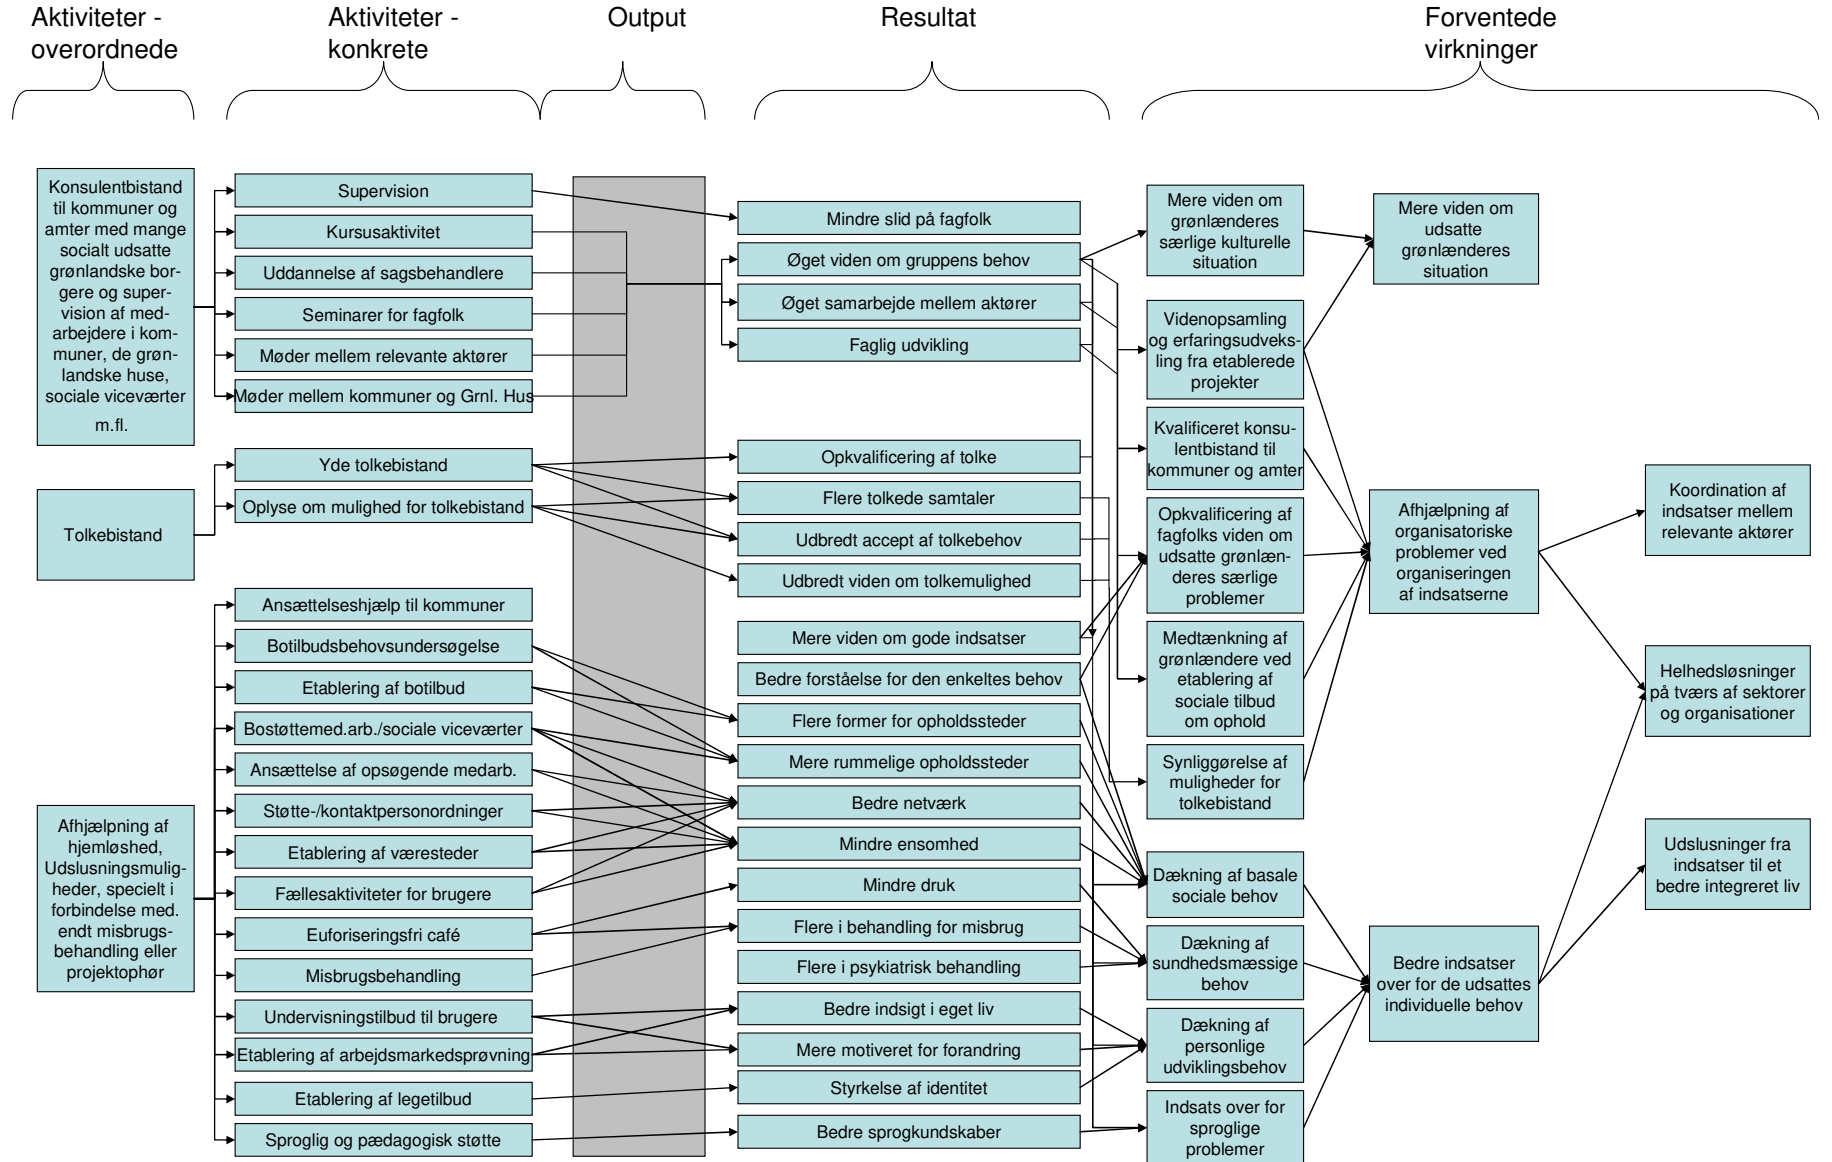 Aktiviteter -
overordnede
Aktiviteter -
konkrete
Output
Resultat
Forventede
virkninger
Konsulentbistand
til kommuner og
amter med mange
socialt udsatte
grønlandske bor-
gere og super-
vision af med-
arbejdere i kom-
muner, de grøn-
landske huse,
sociale viceværter
m.fl.
Tolkebistand
Afhjælpning af
hjemløshed,
Udslusningsmulig-
heder, specielt i
forbindelse med.
endt misbrugs-
behandling eller
projektophør
Supervision
Kursusaktivitet
Uddannelse af sagsbehandlere
Seminarer for fagfolk
Møder mellem relevante aktører
Møder mellem kommuner og Grnl. Hus
Yde tolkebistand
Oplyse om mulighed for tolkebistand
Ansættelseshjælp til kommuner
Botilbudsbehovsundersøgelse
Etablering af botilbud
Bostøttemed.arb./sociale viceværter
Ansættelse af opsøgende medarb.
Støtte-/kontaktpersonordninger
Etablering af væresteder
Fællesaktiviteter for brugere
Euforiseringsfri café
Misbrugsbehandling
Undervisningstilbud til brugere
Etablering af arbejdsmarkedsprøvning
Etablering af legetilbud
Sproglig og pædagogisk støtte
Mindre slid på fagfolk
Øget viden om gruppens behov
Øget samarbejde mellem aktører
Faglig udvikling
Opkvalificering af tolke
Flere tolkede samtaler
Udbredt accept af tolkebehov
Udbredt viden om tolkemulighed
Mere viden om gode indsatser
Bedre forståelse for den enkeltes behov
Flere former for opholdssteder
Mere rummelige opholdssteder
Bedre netværk
Mindre ensomhed
Mindre druk
Flere i behandling for misbrug
Flere i psykiatrisk behandling
Bedre indsigt i eget liv
Mere motiveret for forandring
Styrkelse af identitet
Bedre sprogkundskaber
Mere viden om
grønlænderes
særlige kulturelle
situation
Videnopsamling
og erfaringsudveks-
ling fra etablerede
projekter
Kvalificeret konsu-
lentbistand til
kommuner og amter
Opkvalificering af
fagfolks viden om
udsatte grønlæn-
deres særlige
problemer
Medtænkning af
grønlændere ved
etablering af
sociale tilbud
om ophold
Synliggørelse af
muligheder for
tolkebistand
Dækning af basale
sociale behov
Dækning af
sundhedsmæssige
behov
Dækning af
personlige
udviklingsbehov
Indsats over for
sproglige
problemer
Mere viden om
udsatte
grønlænderes
situation
Afhjælpning af
organisatoriske
problemer ved
organiseringen
af indsatserne
Bedre indsatser
over for de udsattes
individuelle behov
Koordination af
indsatser mellem
relevante aktører
Helhedsløsninger
på tværs af sektorer
og organisationer
Udslusninger fra
indsatser til et
bedre integreret liv